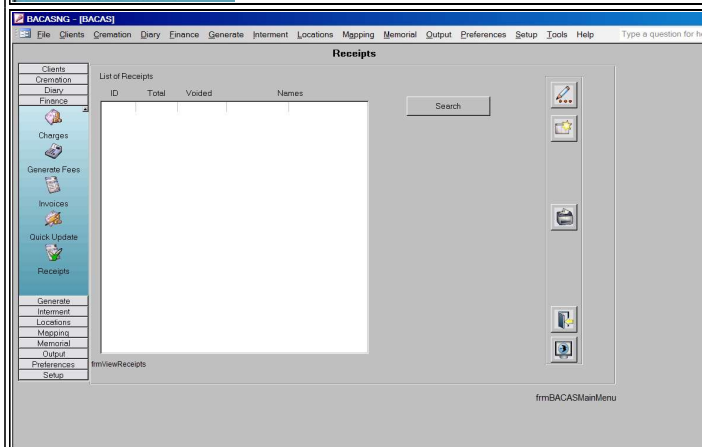 BACASNG - [BACAS]
File Clients Cremation Diary Finance Generate Interment Locations Mapping Memorial Output Preferences Setup Tools Help Type a question for h
Receipts
Clients
Cremation
Diary
Finance
Charges
Generate Fees
Invoices
Quick Update
Receipts
Generate
Interment
Locations
Mapping
Memorial
Output
Preferences
Setup
List of Receipts
ID Total Voided Names
Search
frmViewReceipts
frmBACASMainMenu